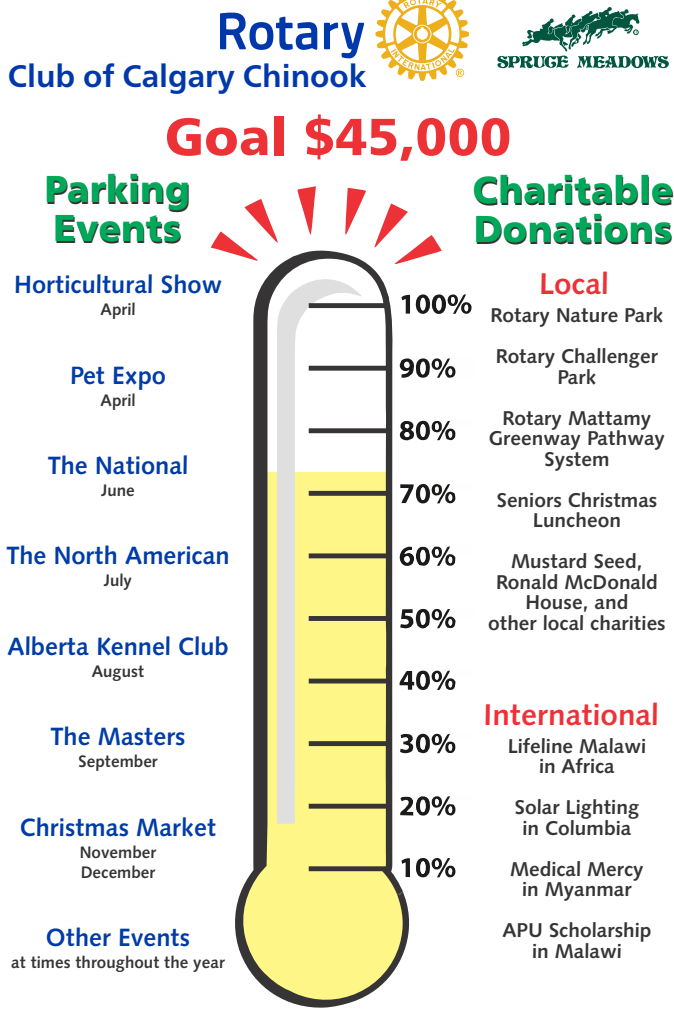 Rotary
Club of Calgary Chinook
ROTARY
INTERNATIONAL
®
SPRUCE MEADOWS
®
Goal $45,000
Parking
Events
Horticultural Show
April
Pet Expo
April
The National
June
The North American
July
Alberta Kennel Club
August
The Masters
September
Christmas Market
November
December
Other Events
at times throughout the year
100%
90%
80%
70%
60%
50%
40%
30%
20%
10%
Charitable
Donations
Local
Rotary Nature Park
Rotary Challenger
Park
Rotary Mattamy
Greenway Pathway
System
Seniors Christmas
Luncheon
Mustard Seed,
Ronald McDonald
House, and
other local charities
International
Lifeline Malawi
in Africa
Solar Lighting
in Columbia
Medical Mercy
in Myanmar
APU Scholarship
in Malawi